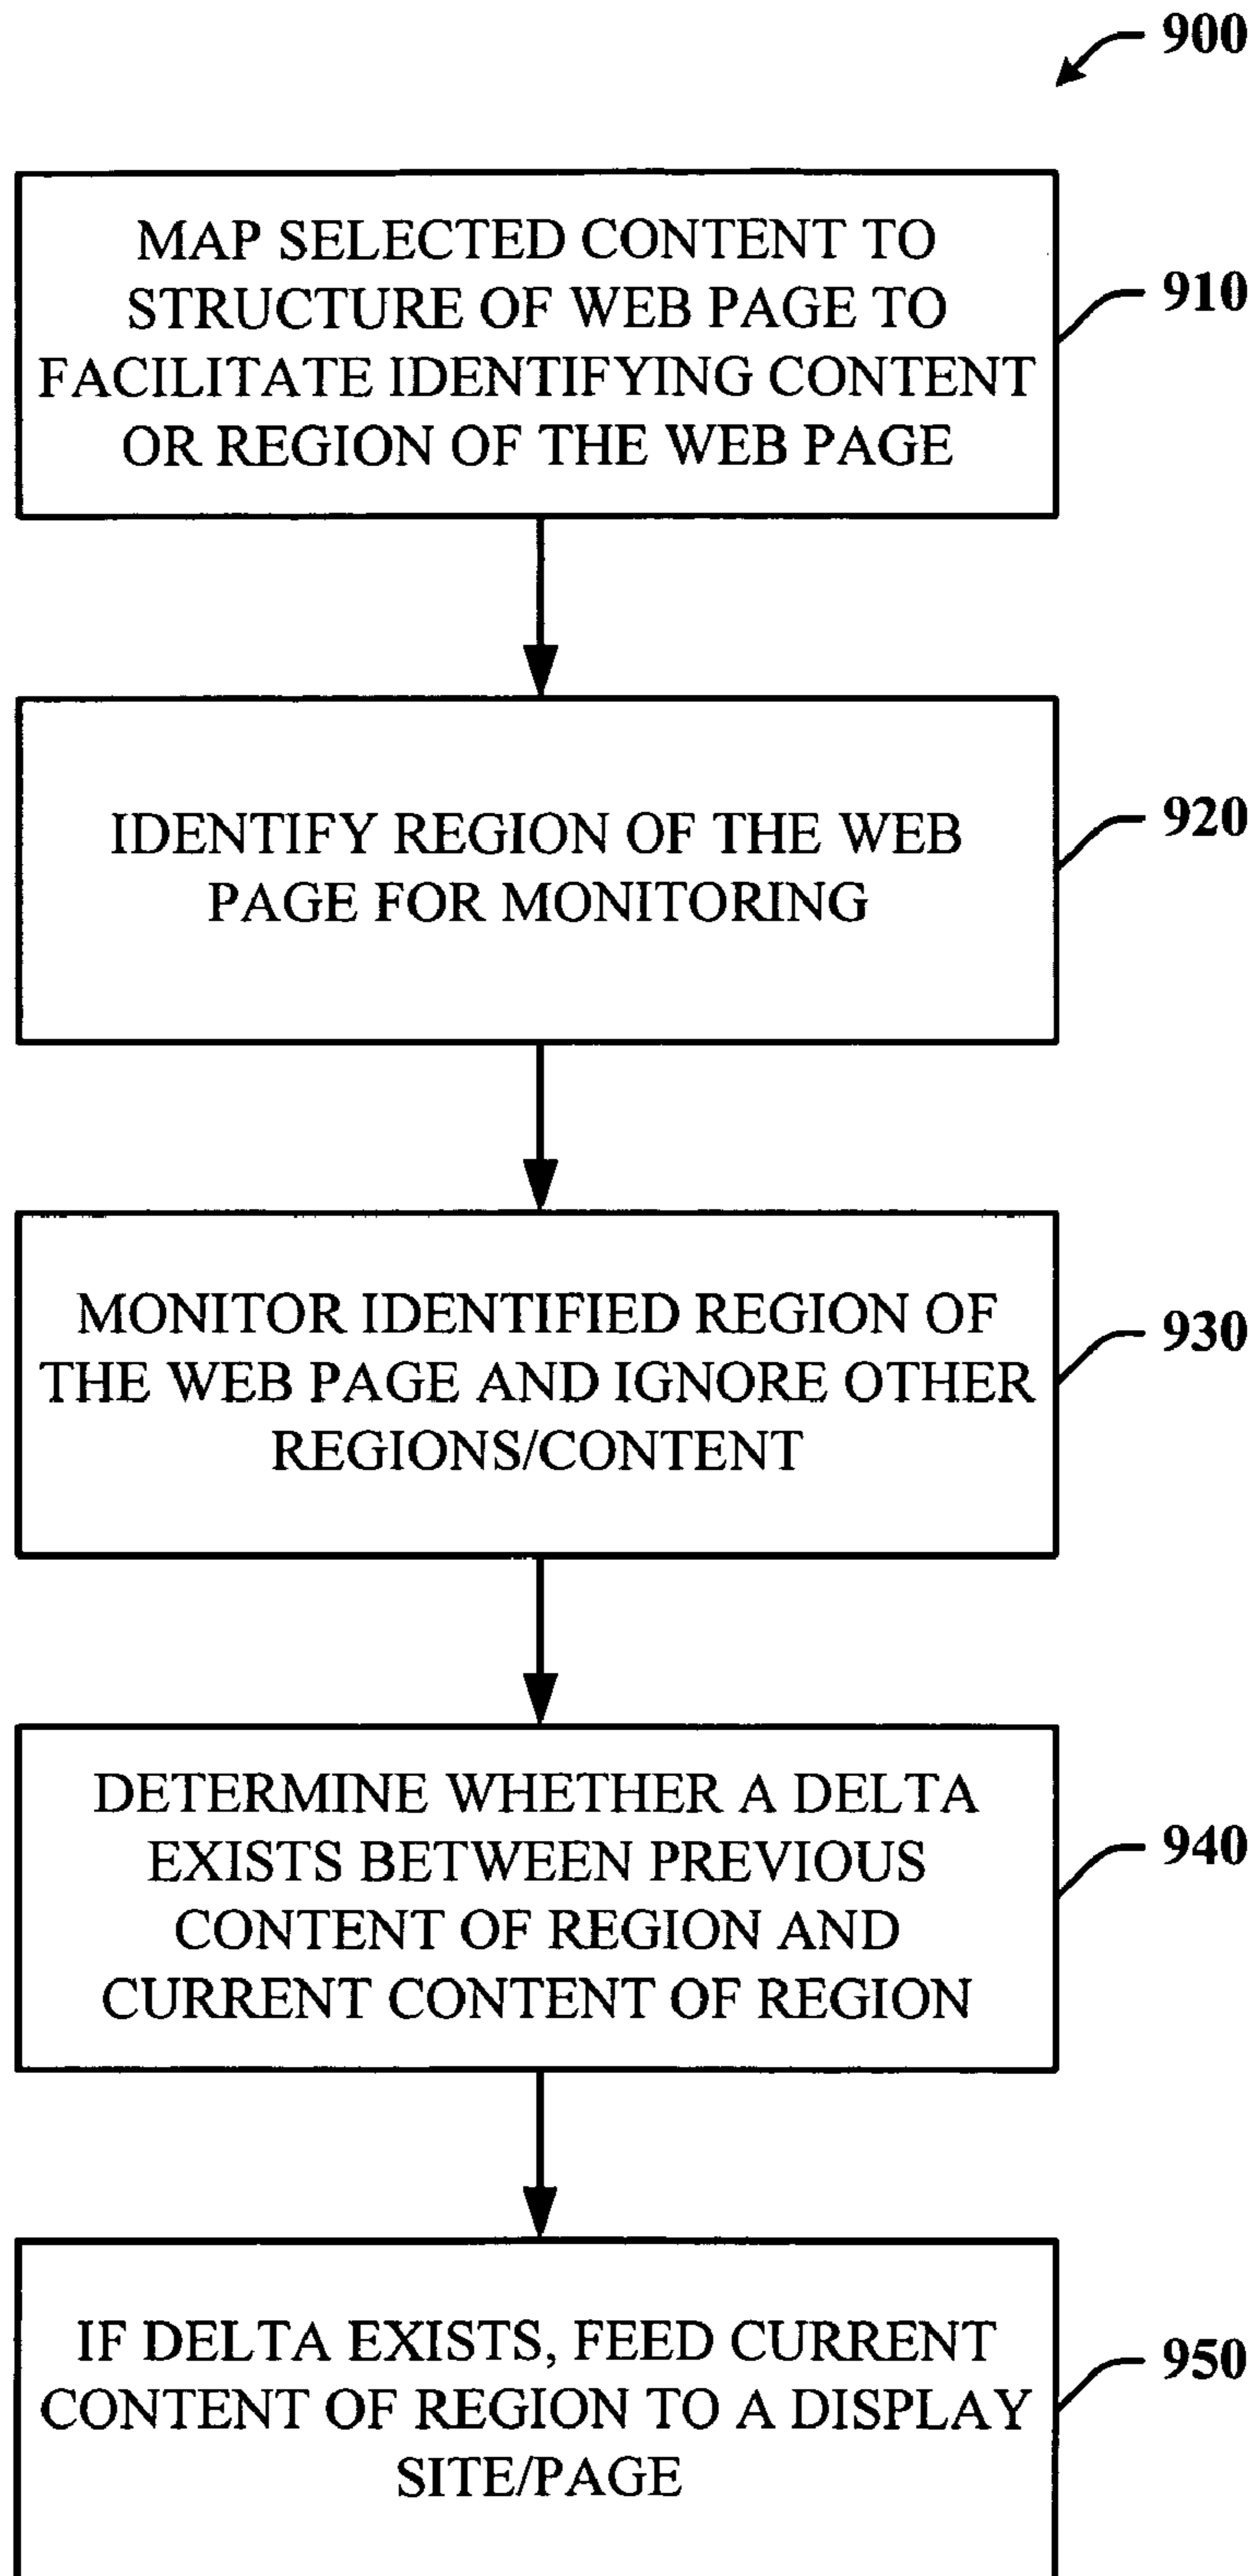 900
MAP SELECTED CONTENT TO
STRUCTURE OF WEB PAGE TO
FACILITATE IDENTIFYING CONTENT
OR REGION OF THE WEB PAGE
910
IDENTIFY REGION OF THE WEB
PAGE FOR MONITORING
920
MONITOR IDENTIFIED REGION OF
THE WEB PAGE AND IGNORE OTHER
REGIONS/CONTENT
930
DETERMINE WHETHER A DELTA
EXISTS BETWEEN PREVIOUS
CONTENT OF REGION AND
CURRENT CONTENT OF REGION
940
IF DELTA EXISTS, FEED CURRENT
CONTENT OF REGION TO A DISPLAY
SITE/PAGE
950